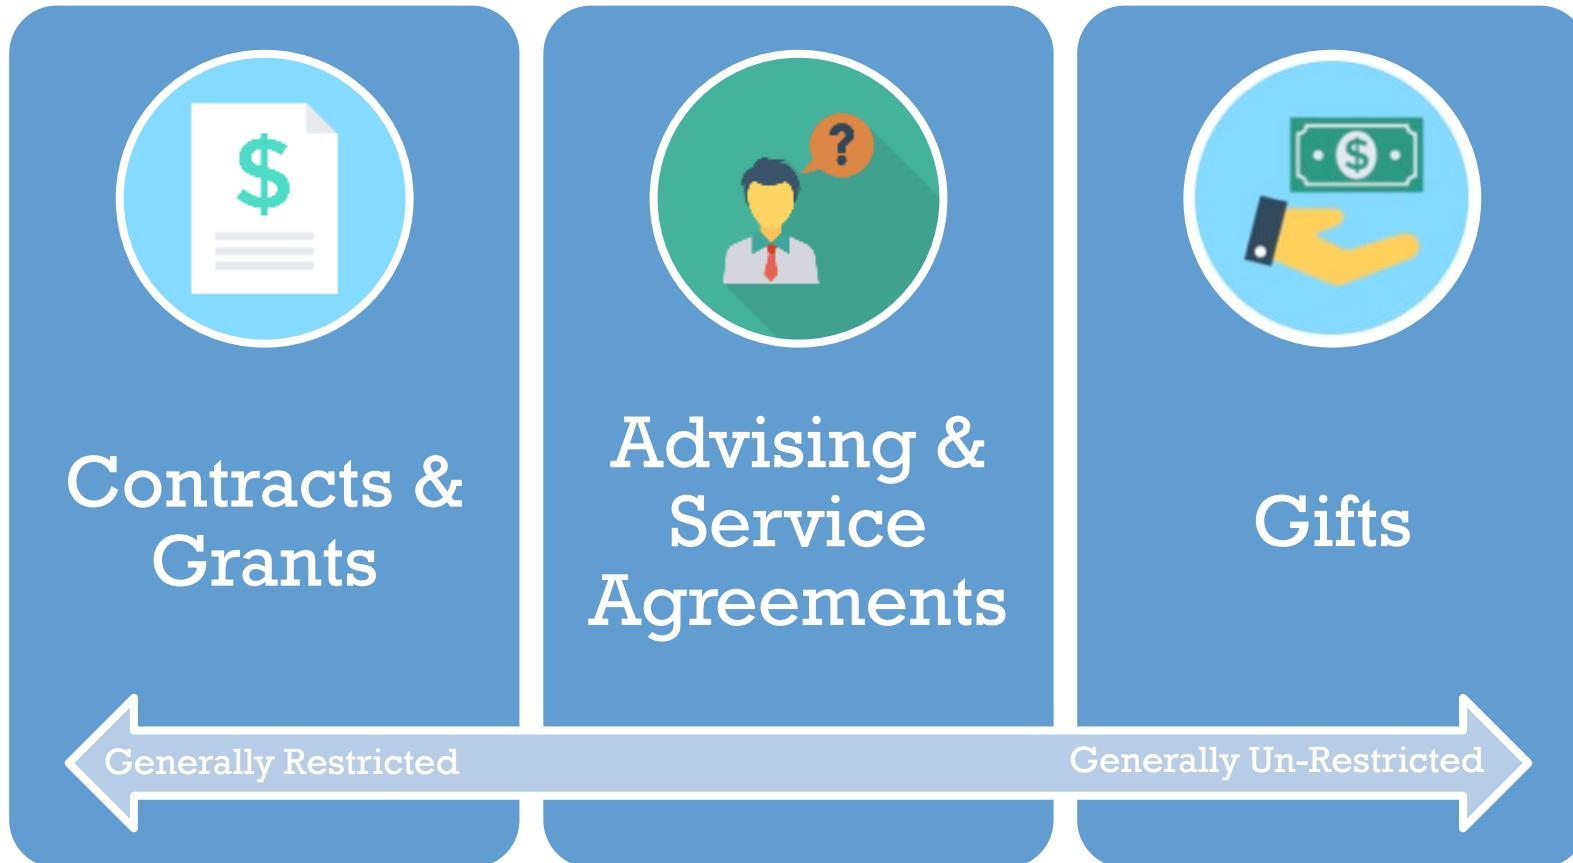 $
?
$
Contracts &
Grants
Advising &
Service
Agreements
Gifts
Generally Restricted
Generally Un-Restricted